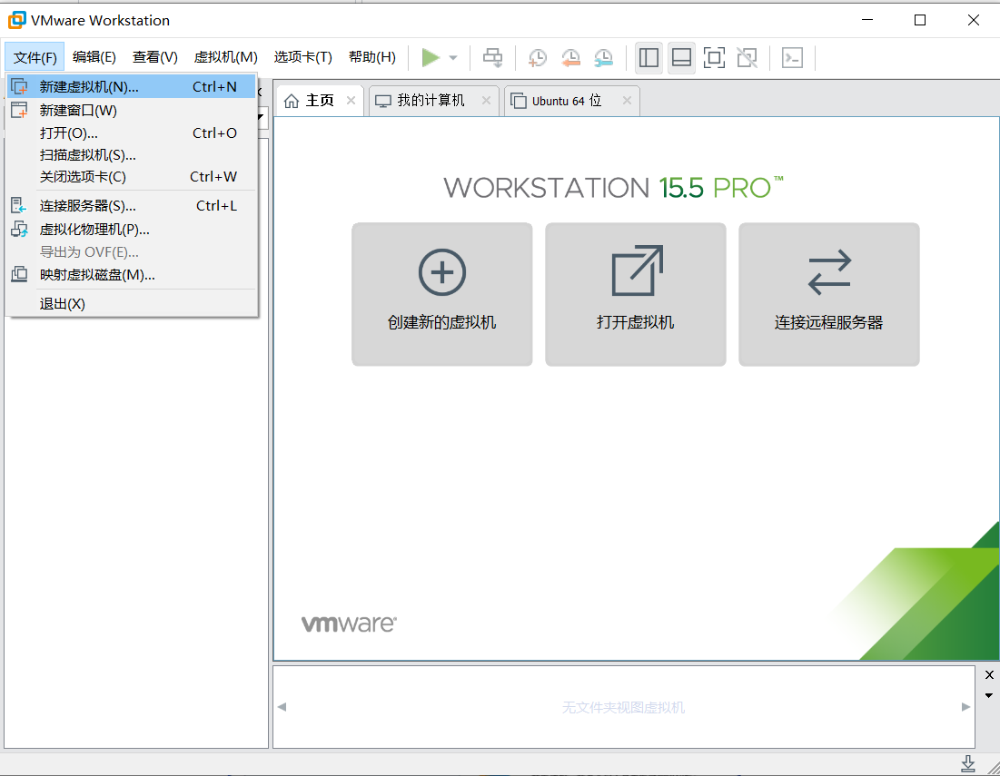 VMware Workstation
文件(F) 编辑(E) 查看(V) 虚拟机(M) 选项卡(T) 帮助(H)
新建虚拟机(N)... Ctrl+N
新建窗口(W)
打开(O)... Ctrl+O
扫描虚拟机(S)...
关闭选项卡(C) Ctrl+W
连接服务器(S)... Ctrl+L
虚拟化物理机(P)...
导出为 OVF(E)...
映射虚拟磁盘(M)...
退出(X)
主页 我的计算机 Ubuntu 64 位
WORKSTATION 15.5 PRO™
创建新的虚拟机 打开虚拟机 连接远程服务器
vmware®
无文件夹视图虚拟机